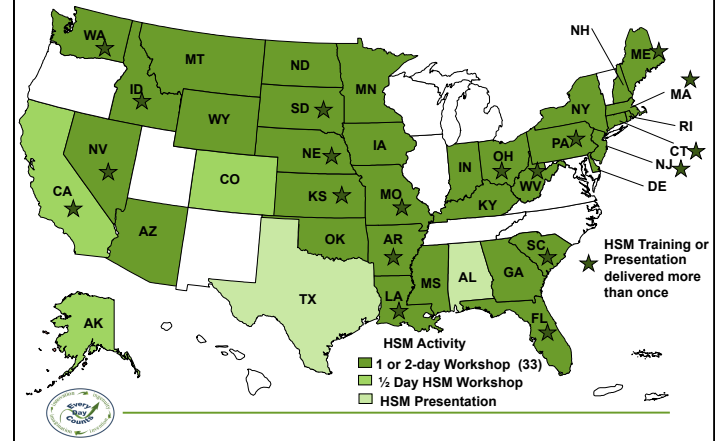 WA
MT
ND
MN
ID
SD
WY
IA
NE
NV
CO
KS
MO
CA
AZ
OK
AR
TX
LA
MS
AL
GA
SC
FL
KY
IN
OH
WV
PA
NY
NH
ME
MA
RI
CT
NJ
DE
AK
HSM Training or
Presentation
delivered more
than once
HSM Activity
1 or 2-day Workshop (33)
½ Day HSM Workshop
HSM Presentation
Every
Day
Counts